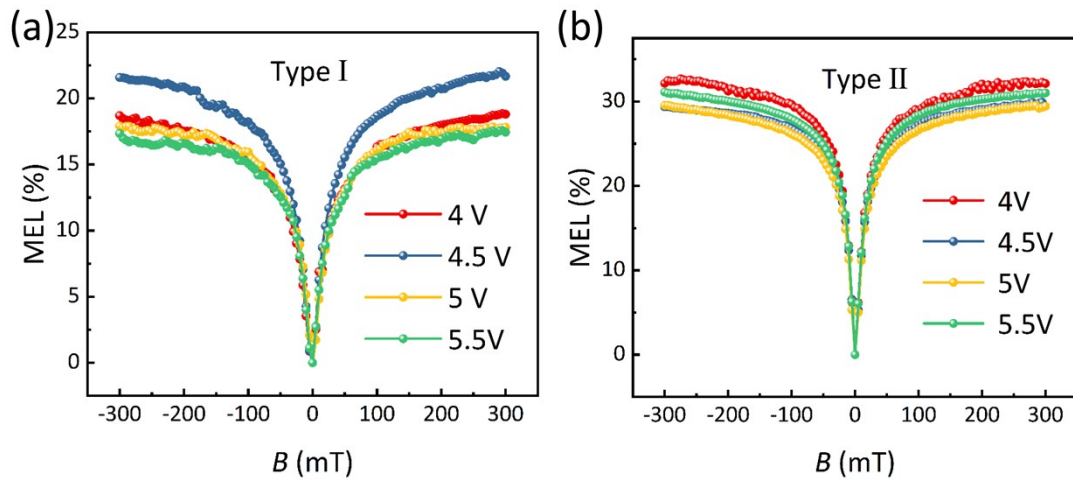 (a)
Type I
MEL (%)
25
20
15
10
5
0
4 V
4.5 V
5 V
5.5V
-300 -200 -100 0 100 200 300
B (mT)
(b)
Type II
MEL (%)
30
20
10
0
4V
4.5V
5V
5.5V
-300 -200 -100 0 100 200 300
B (mT)